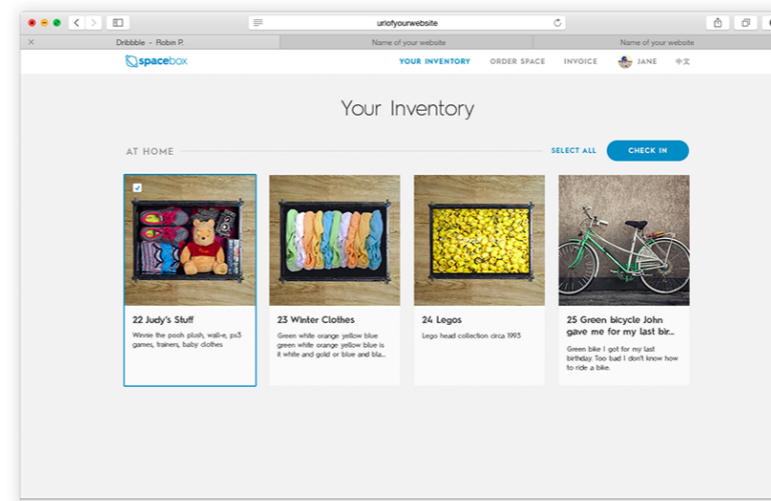 urlofyourwebsite
Dribbble - Robin P.
Name of your website
Name of your website
spacebox
YOUR INVENTORY
ORDER SPACE
INVOICE
JANE
中文
Your Inventory
AT HOME
SELECT ALL
CHECK IN
22 Judy's Stuff
Winnie the pooh plush, wall-e, ps3
games, trainers, baby clothes
23 Winter Clothes
Green white orange yellow blue
green white orange yellow blue is
it white and gold or blue and bla...
24 Legos
Lego head collection circa 1993
25 Green bicycle John
gave me for my last bir...
Green bike I got for my last
birthday. Too bad I don't know how
to ride a bike.